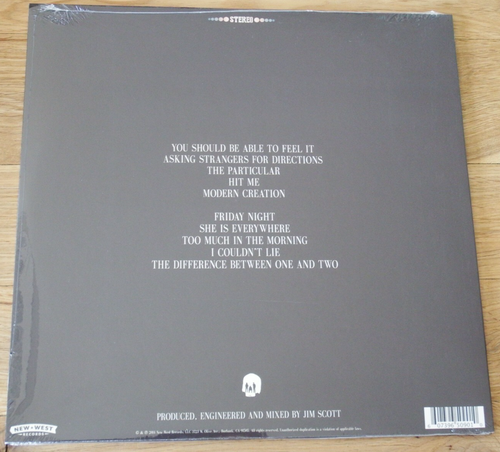 STEREO
YOU SHOULD BE ABLE TO FEEL IT
ASKING STRANGERS FOR DIRECTIONS
THE PARTICULAR
HIT ME
MODERN CREATION
FRIDAY NIGHT
SHE IS EVERYWHERE
TOO MUCH IN THE MORNING
I COULDN'T LIE
THE DIFFERENCE BETWEEN ONE AND TWO
PRODUCED, ENGINEERED AND MIXED BY JIM SCOTT
NEW WEST
RECORDS